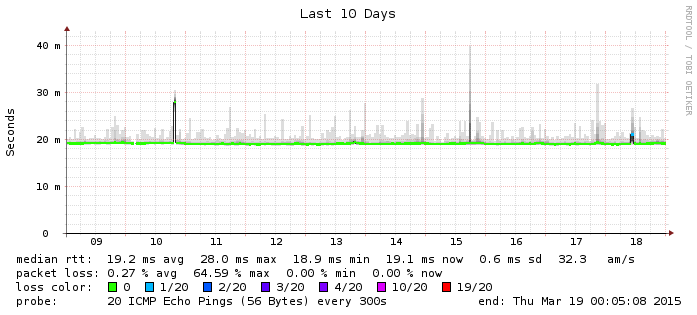 Last 10 Days
RRDTOOL / TOBI OETIKER
Seconds
40 m
30 m
20 m
10 m
0
09 10 11 12 13 14 15 16 17 18
median rtt: 19.2 ms avg 28.0 ms max 18.9 ms min 19.1 ms now 0.6 ms sd 32.3 am/s
packet loss: 0.27 % avg 64.59 % max 0.00 % min 0.00 % now
loss color: 0 1/20 2/20 3/20 4/20 10/20 19/20
probe: 20 ICMP Echo Pings (56 Bytes) every 300s end: Thu Mar 19 00:05:08 2015